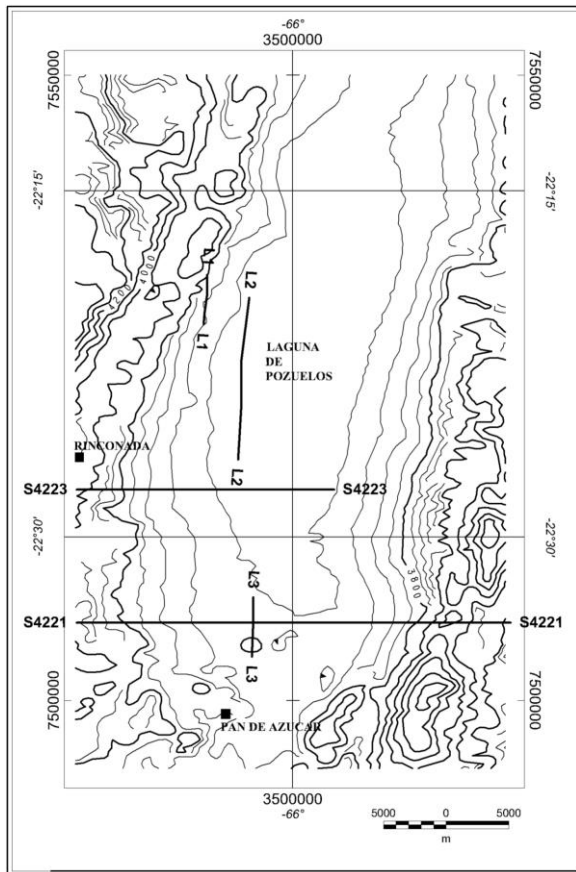 -66°
3500000
7550000
7550000
-22°15'
-22°15'
4000
4200
L1
L2
L1
LAGUNA
DE
POZUELOS
RINCONADA
L2
S4223
S4223
-22°30'
-22°30'
3800
L3
S4221
S4221
L3
7500000
7500000
PAN DE AZUCAR
3500000
-66°
5000 0 5000
m